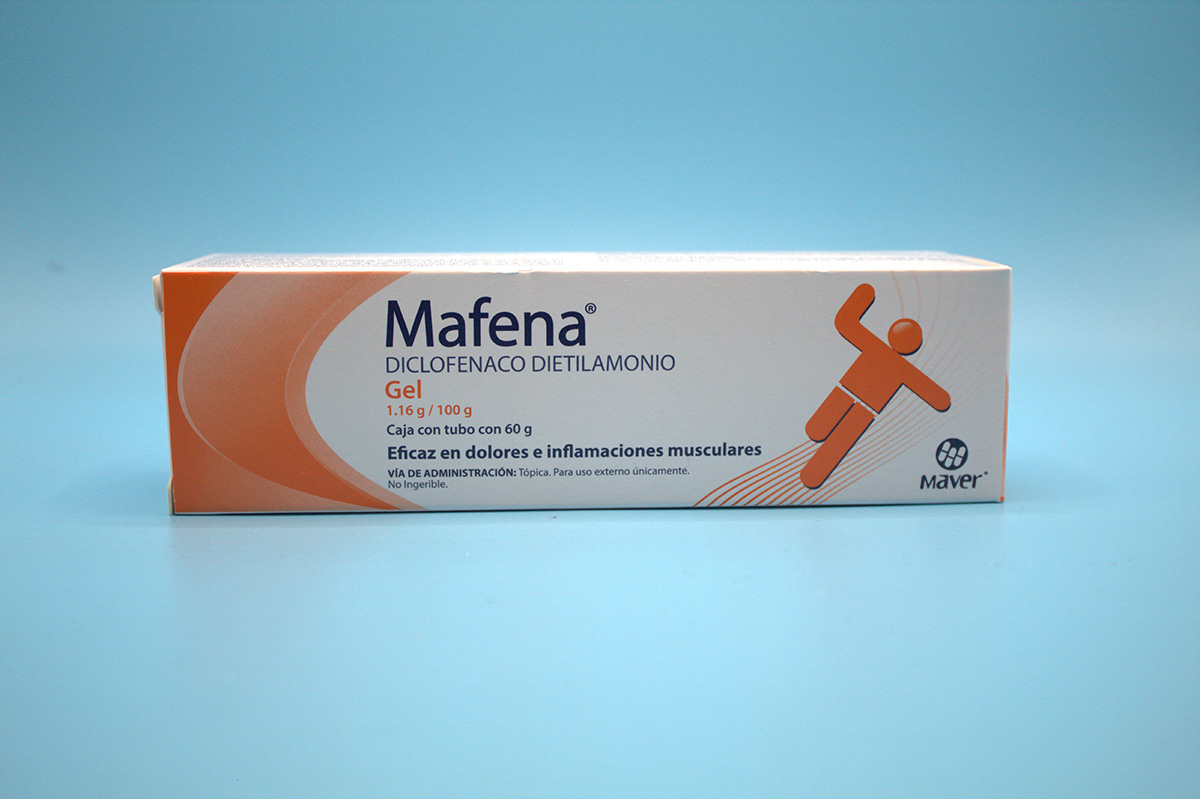 Mafena®
DICLOFENACO DIETILAMONIO
Gel
1.16 g / 100 g
Caja con tubo con 60 g
Eficaz en dolores e inflamaciones musculares
VÍA DE ADMINISTRACIÓN: Tópica. Para uso externo únicamente.
No Ingerible.
Maver